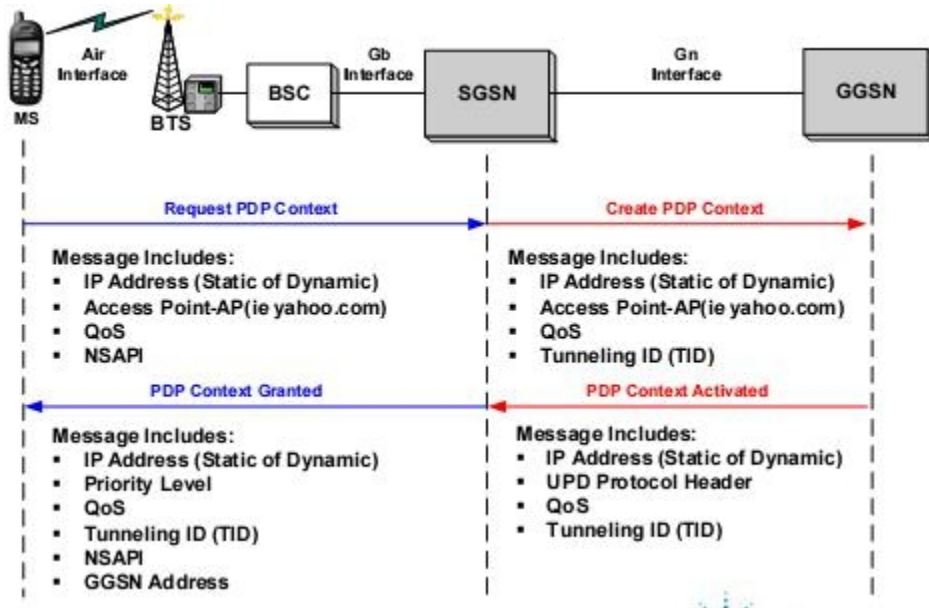 Air
Interface
MS
BTS
BSC
Gb
Interface
SGSN
Gn
Interface
GGSN
Request PDP Context
Create PDP Context
Message Includes:
▪ IP Address (Static of Dynamic)
▪ Access Point-AP(ie yahoo.com)
▪ QoS
▪ NSAPI
Message Includes:
▪ IP Address (Static of Dynamic)
▪ Access Point-AP(ie yahoo.com)
▪ QoS
▪ Tunneling ID (TID)
PDP Context Granted
PDP Context Activated
Message Includes:
▪ IP Address (Static of Dynamic)
▪ Priority Level
▪ QoS
▪ Tunneling ID (TID)
▪ NSAPI
▪ GGSN Address
Message Includes:
▪ IP Address (Static of Dynamic)
▪ UPD Protocol Header
▪ QoS
▪ Tunneling ID (TID)